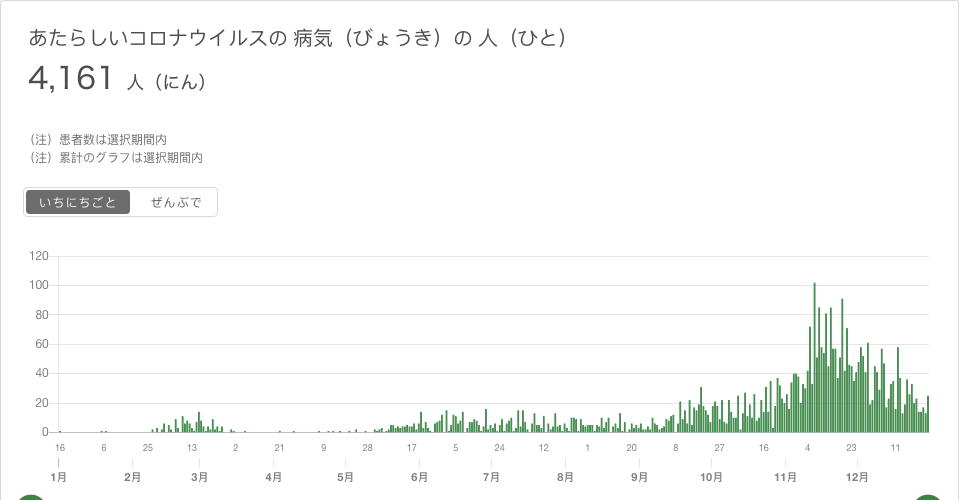 あたらしいコロナウイルスの 病気（びょうき）の 人（ひと）
4,161 人（にん）
（注）患者数は選択期間内
（注）累計のグラフは選択期間内
いちにちごと ぜんぶで
120
100
80
60
40
20
0
16 6 25 13 2 21 9 28 17 5 24 12 1 20 8 27 16 4 23 11
1月 2月 3月 4月 5月 6月 7月 8月 9月 10月 11月 12月